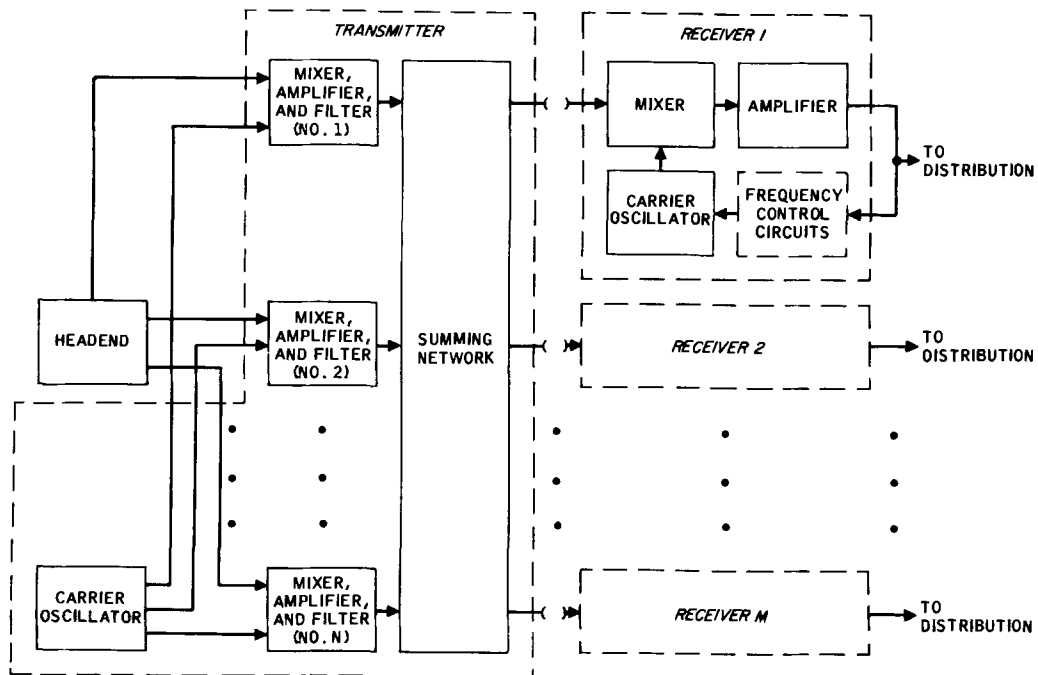 TRANSMITTER
RECEIVER 1
MIXER,
AMPLIFIER,
AND FILTER
(NO. 1)
MIXER
AMPLIFIER
TO
DISTRIBUTION
CARRIER
OSCILLATOR
FREQUENCY
CONTROL
CIRCUITS
HEADEND
MIXER,
AMPLIFIER,
AND FILTER
(NO. 2)
SUMMING
NETWORK
RECEIVER 2
TO
DISTRIBUTION
CARRIER
OSCILLATOR
MIXER,
AMPLIFIER,
AND FILTER
(NO. N)
RECEIVER M
TO
DISTRIBUTION